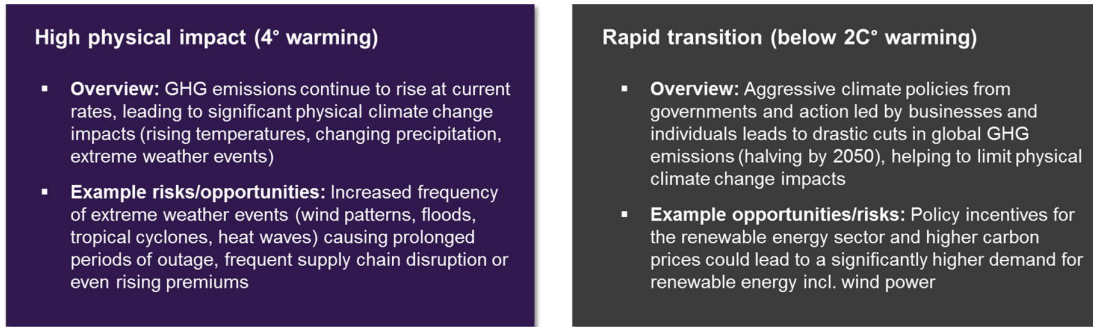 High physical impact (4° warming)
▪ Overview: GHG emissions continue to rise at current
rates, leading to significant physical climate change
impacts (rising temperatures, changing precipitation,
extreme weather events)
▪ Example risks/opportunities: Increased frequency
of extreme weather events (wind patterns, floods,
tropical cyclones, heat waves) causing prolonged
periods of outage, frequent supply chain disruption or
even rising premiums
Rapid transition (below 2C° warming)
▪ Overview: Aggressive climate policies from
governments and action led by businesses and
individuals leads to drastic cuts in global GHG
emissions (halving by 2050), helping to limit physical
climate change impacts
▪ Example opportunities/risks: Policy incentives for
the renewable energy sector and higher carbon
prices could lead to a significantly higher demand for
renewable energy incl. wind power